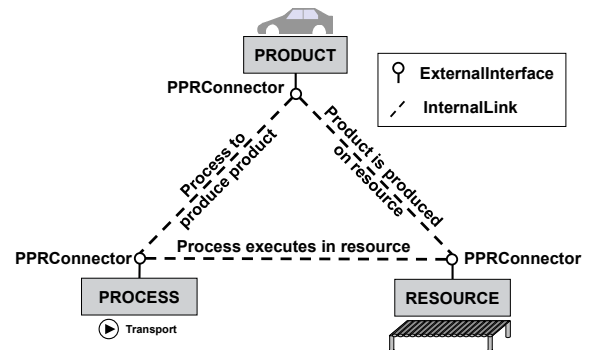 PRODUCT
PPRConnector
ExternalInterface
InternalLink
Process to
produce product
Product is produced
on resource
Process executes in resource
PPRConnector
PPRConnector
PROCESS
RESOURCE
Transport